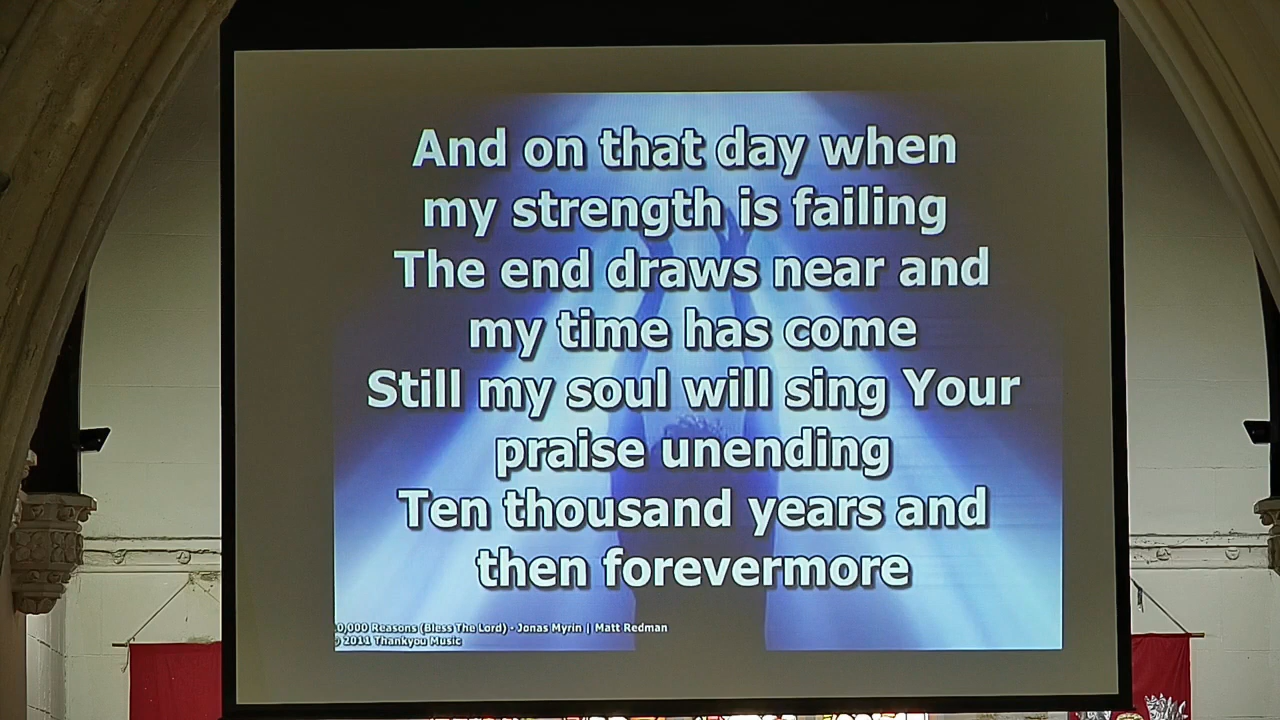 And on that day when
my strength is failing
The end draws near and
my time has come
Still my soul will sing Your
praise unending
Ten thousand years and
then forevermore
0,000 Reasons (Bless The Lord) - Jonas Myrin | Matt Redman
© 2011 Thankyou Music